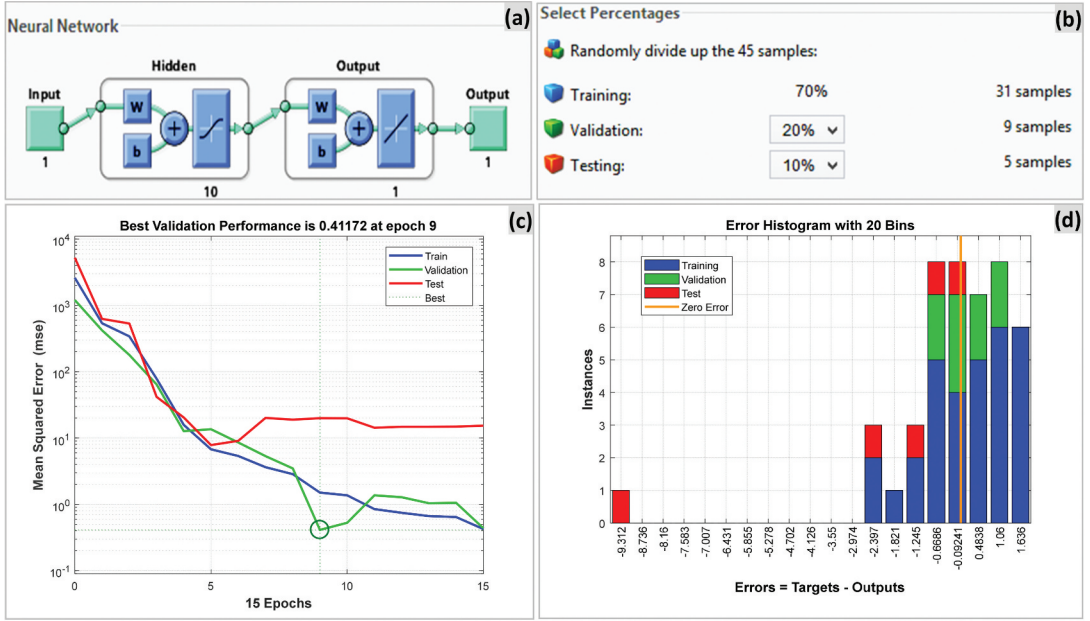 (a)
Neural Network
Hidden
Output
Input
Output
W
b
W
b
1
10
1
1
(b)
Select Percentages
Randomly divide up the 45 samples:
Training: 70% 31 samples
Validation: 20% 9 samples
Testing: 10% 5 samples
(c)
Best Validation Performance is 0.41172 at epoch 9
Mean Squared Error (mse)
10^4
10^3
10^2
10^1
10^0
10^-1
Train
Validation
Test
Best
0 5 10 15
15 Epochs
(d)
Error Histogram with 20 Bins
Instances
8
7
6
5
4
3
2
1
0
Training
Validation
Test
Zero Error
-9.312
-8.736
-8.16
-7.583
-7.007
-6.431
-5.855
-5.278
-4.702
-4.126
-3.55
-2.974
-2.397
-1.821
-1.245
-0.6686
-0.09241
0.4838
1.06
1.636
Errors = Targets - Outputs